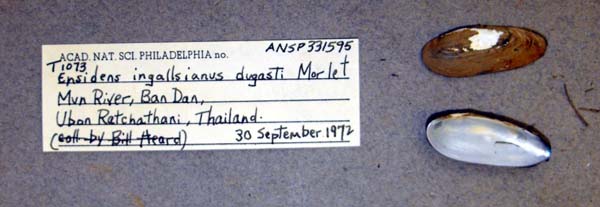 ANSP 331595
ACAD. NAT. SCI. PHILADELPHIA no.
T1073
Ensidens ingallsianus dugasti Morlet
Mun River, Ban Dan,
Ubon Ratchathani, Thailand.
(coll by Bill Heard) 30 September 1972